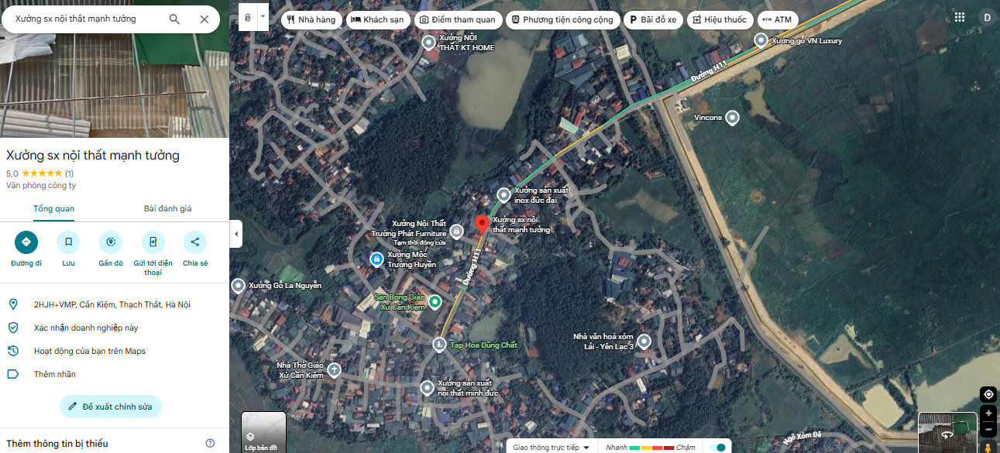 Xưởng sx nội thất mạnh tưởng
Nhà hàng
Khách sạn
Điểm tham quan
Phương tiện công cộng
Bãi đỗ xe
Hiệu thuốc
ATM
D
Xưởng sx nội thất mạnh tưởng
5,0 (1)
Văn phòng công ty
Tổng quan
Bài đánh giá
Đường đi
Lưu
Gần đó
Gửi tới điện
thoại
Chia sẻ
2HJH+VMP, Cần Kiệm, Thạch Thất, Hà Nội
Xác nhận doanh nghiệp này
Hoạt động của bạn trên Maps
Thêm nhãn
Đề xuất chỉnh sửa
Thêm thông tin bị thiếu
Xưởng NỘI
THẤT KT HOME
Xương gỗ VN Luxury
Đường H11
Vincons
Xưởng sản xuất
inox đức đại
Xưởng sx nội
thất mạnh tưởng
Xưởng Nội Thất
Trường Phát Furniture
Tạm thời đóng cửa
Xưởng Mộc
Trương Huyền
Đường H11
Xưởng Gỗ La Nguyễn
Sân Bóng Giáo
Xứ Cần Kiệm
Tạp Hóa Dũng Chất
Nhà văn hoá xóm
Lải - Yên Lạc 3
Nhà Thờ Giáo
Xứ Cần Kiệm
Xưởng sản xuất
nội thất minh đức
Ngõ Xóm Đê
Lớp bản đồ
Giao thông trực tiếp
Nhanh
Chậm